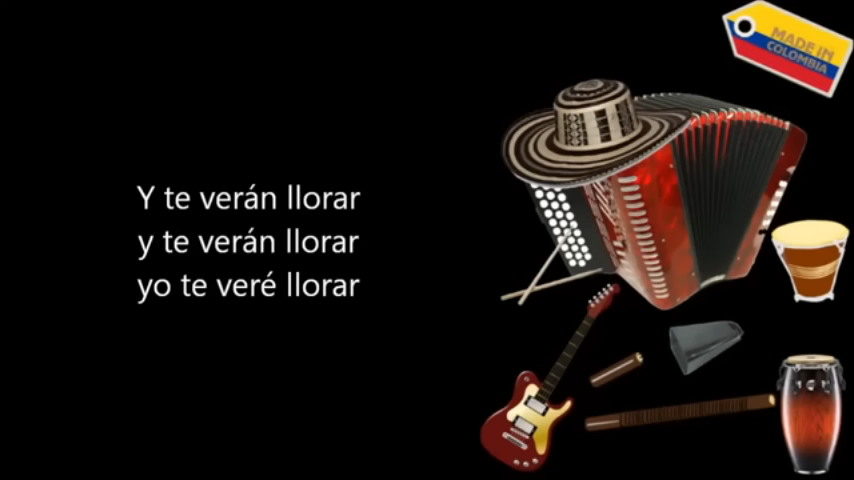 MADE IN
COLOMBIA
Y te verán llorar
y te verán llorar
yo te veré llorar